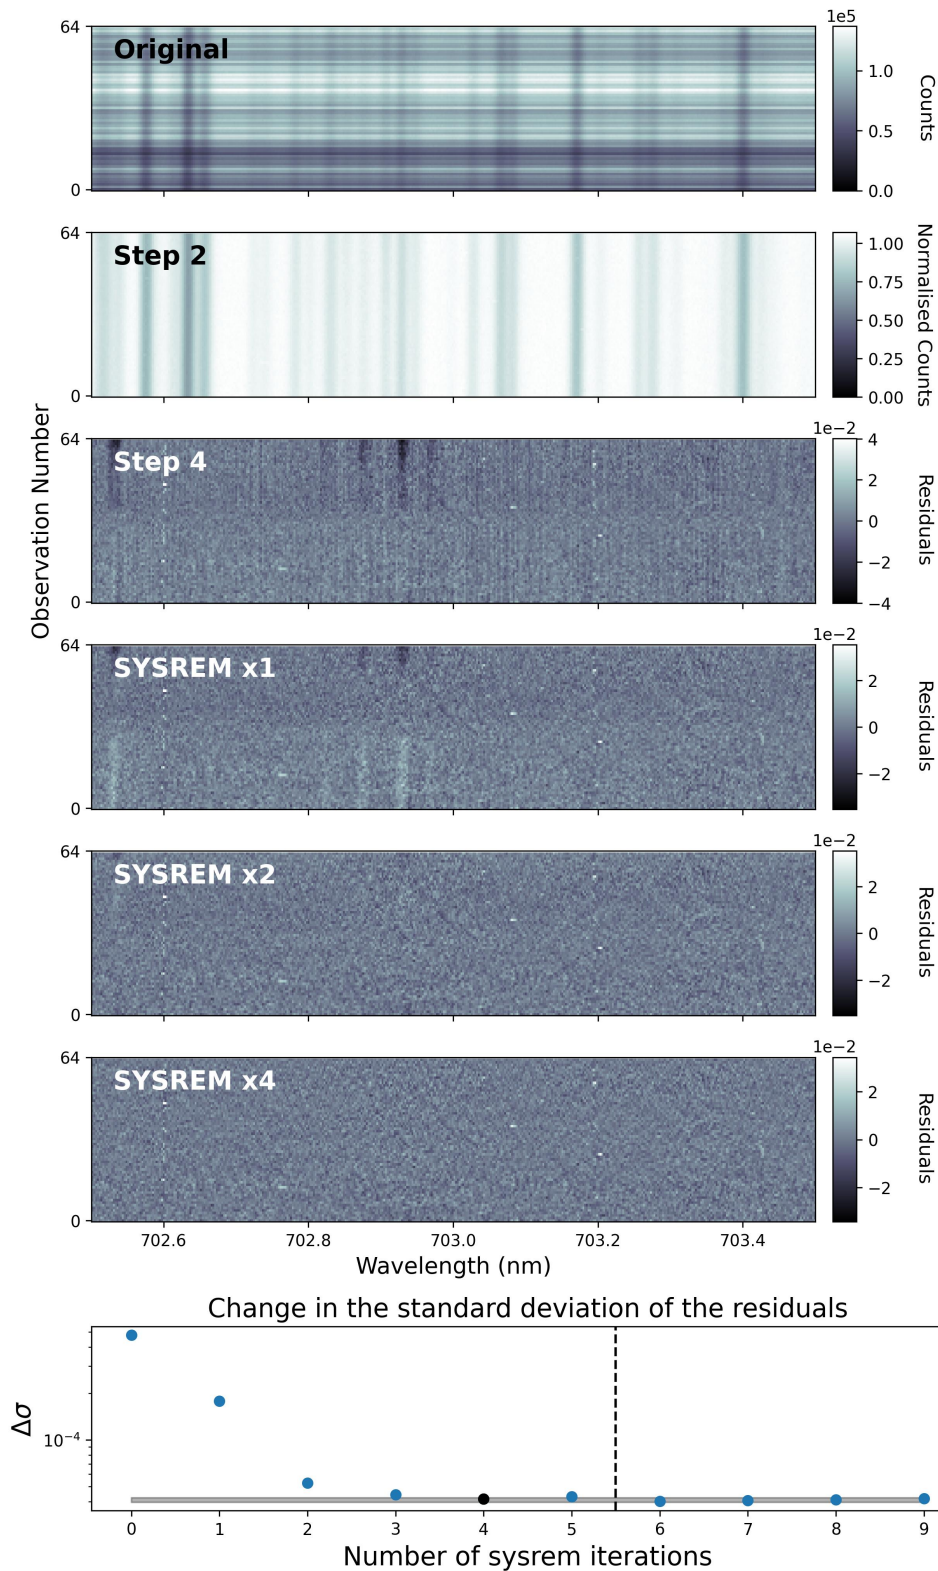 1e5
64
Original
1.0
0.5
0.0
0
Counts
64
Step 2
1.00
0.75
0.50
0.25
0.00
0
Normalised Counts
Observation Number
1e−2
64
Step 4
4
2
0
−2
−4
0
Residuals
1e−2
64
SYSREM x1
2
0
−2
0
Residuals
1e−2
64
SYSREM x2
2
0
−2
0
Residuals
1e−2
64
SYSREM x4
2
0
−2
0
Residuals
702.6 702.8 703.0 703.2 703.4
Wavelength (nm)
Change in the standard deviation of the residuals
Δσ
10⁻⁴
0 1 2 3 4 5 6 7 8 9
Number of sysrem iterations